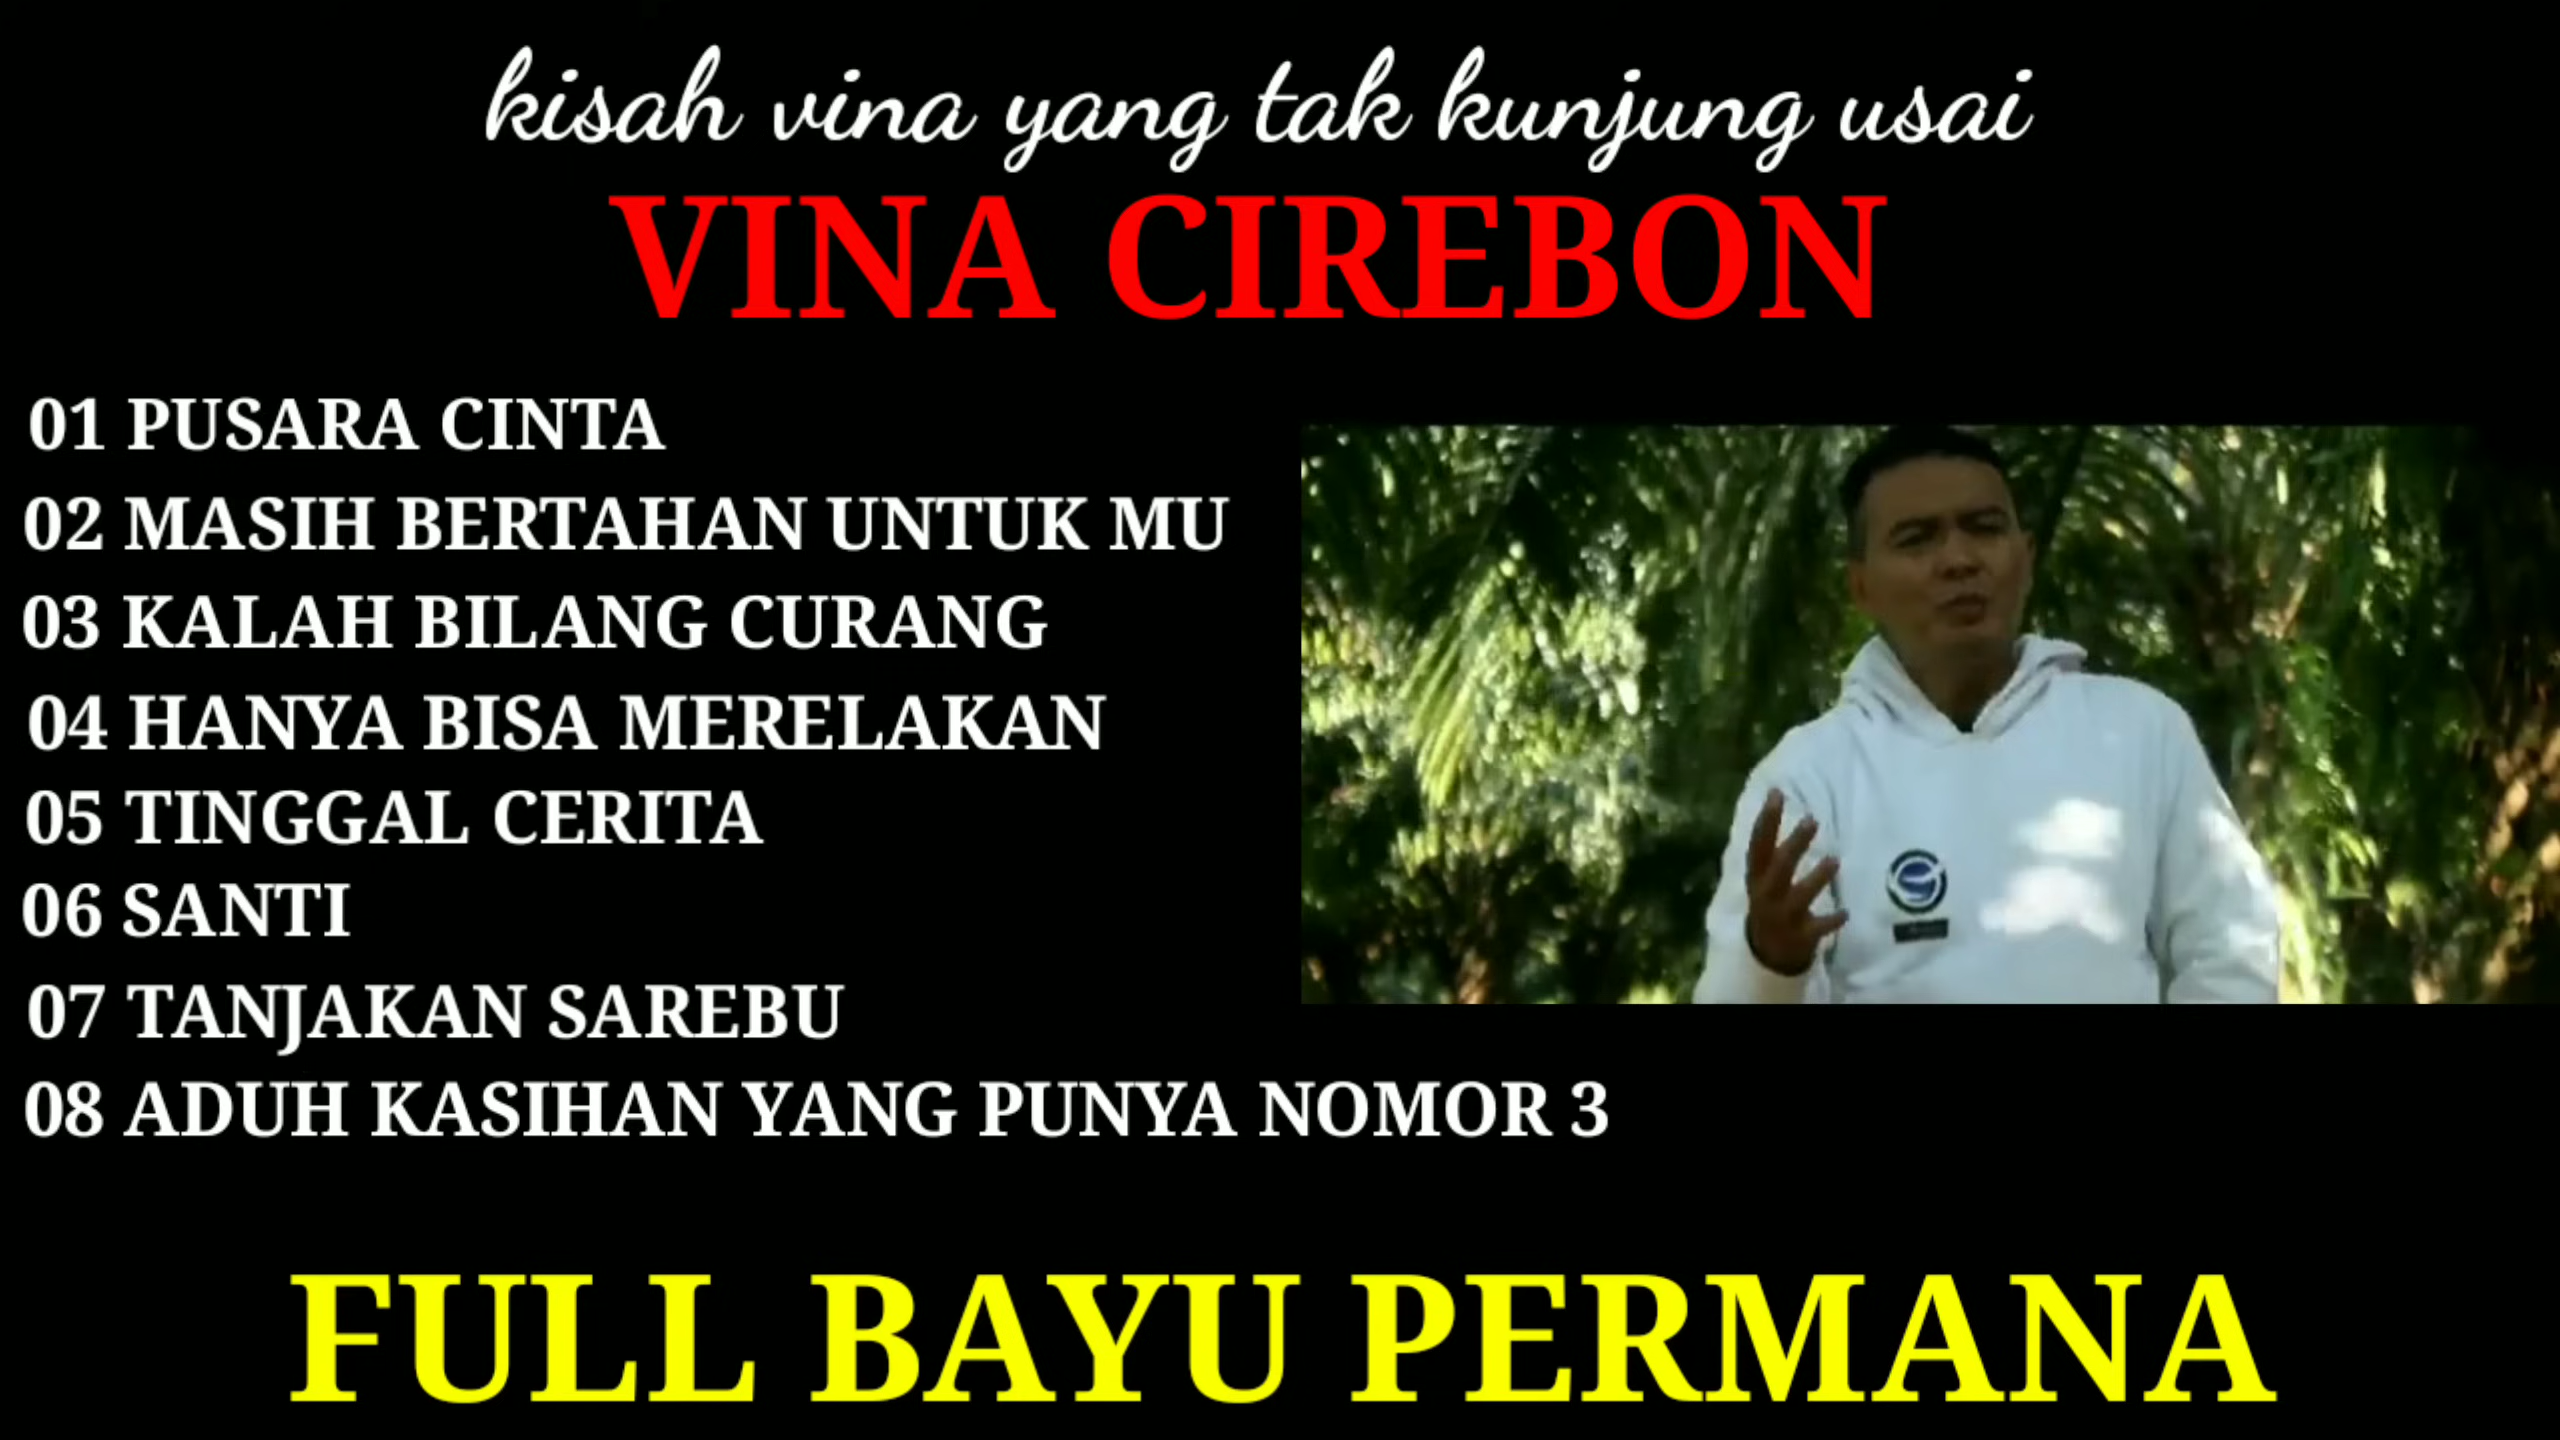 kisah vina yang tak kunjung usai
VINA CIREBON
01 PUSARA CINTA
02 MASIH BERTAHAN UNTUK MU
03 KALAH BILANG CURANG
04 HANYA BISA MERELAKAN
05 TINGGAL CERITA
06 SANTI
07 TANJAKAN SAREBU
08 ADUH KASIHAN YANG PUNYA NOMOR 3
FULL BAYU PERMANA